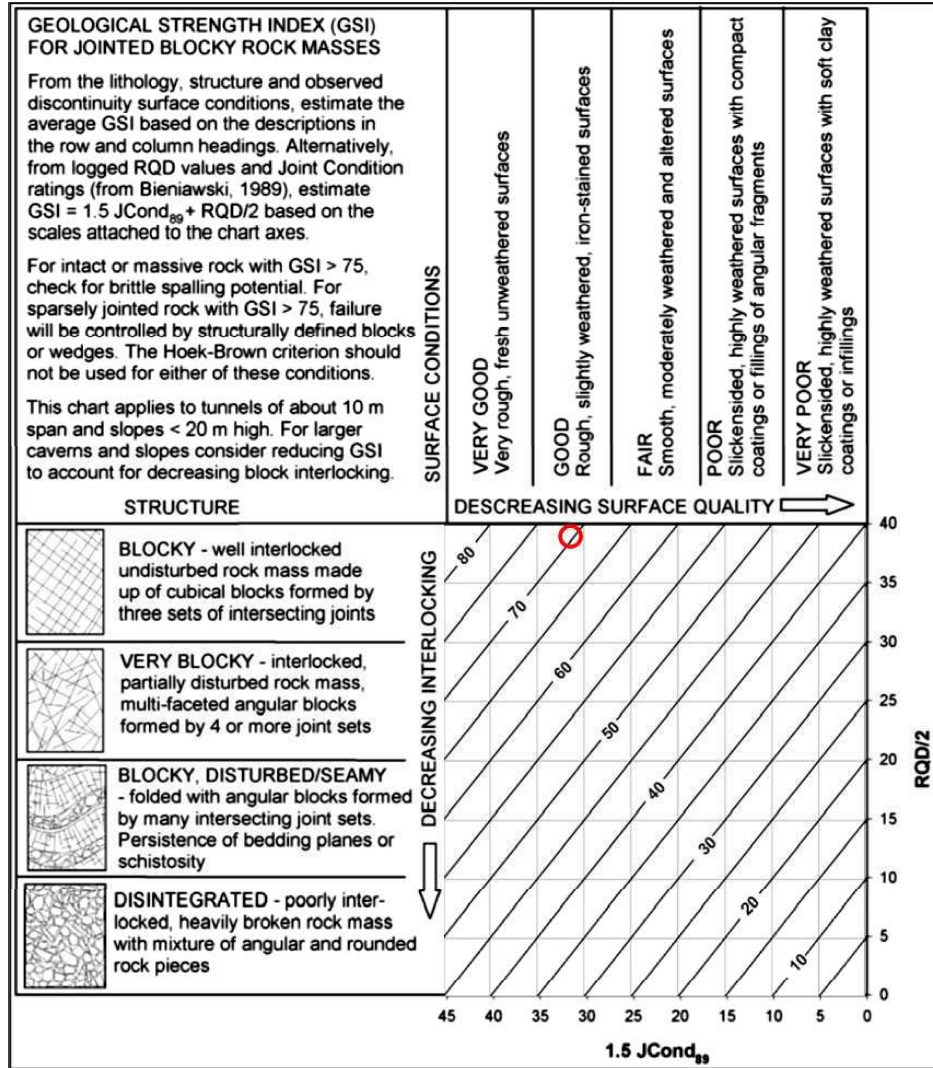 GEOLOGICAL STRENGTH INDEX (GSI)
FOR JOINTED BLOCKY ROCK MASSES
From the lithology, structure and observed
discontinuity surface conditions, estimate the
average GSI based on the descriptions in
the row and column headings. Alternatively,
from logged RQD values and Joint Condition
ratings (from Bieniawski, 1989), estimate
GSI = 1.5 JCond89 + RQD/2 based on the
scales attached to the chart axes.
For intact or massive rock with GSI > 75,
check for brittle spalling potential. For
sparsely jointed rock with GSI > 75, failure
will be controlled by structurally defined blocks
or wedges. The Hoek-Brown criterion should
not be used for either of these conditions.
This chart applies to tunnels of about 10 m
span and slopes < 20 m high. For larger
caverns and slopes consider reducing GSI
to account for decreasing block interlocking.
SURFACE CONDITIONS
VERY GOOD
Very rough, fresh unweathered surfaces
GOOD
Rough, slightly weathered, iron-stained surfaces
FAIR
Smooth, moderately weathered and altered surfaces
POOR
Slickensided, highly weathered surfaces with compact
coatings or fillings of angular fragments
VERY POOR
Slickensided, highly weathered surfaces with soft clay
coatings or infillings
STRUCTURE
DESCREASING SURFACE QUALITY
BLOCKY - well interlocked
undisturbed rock mass made
up of cubical blocks formed by
three sets of intersecting joints
VERY BLOCKY - interlocked,
partially disturbed rock mass,
multi-faceted angular blocks
formed by 4 or more joint sets
BLOCKY, DISTURBED/SEAMY
- folded with angular blocks formed
by many intersecting joint sets.
Persistence of bedding planes or
schistosity
DISINTEGRATED - poorly inter-
locked, heavily broken rock mass
with mixture of angular and rounded
rock pieces
DECREASING INTERLOCKING
80
70
60
50
40
30
20
10
40
35
30
25
20
15
10
5
0
RQD/2
45 40 35 30 25 20 15 10 5 0
1.5 JCond89